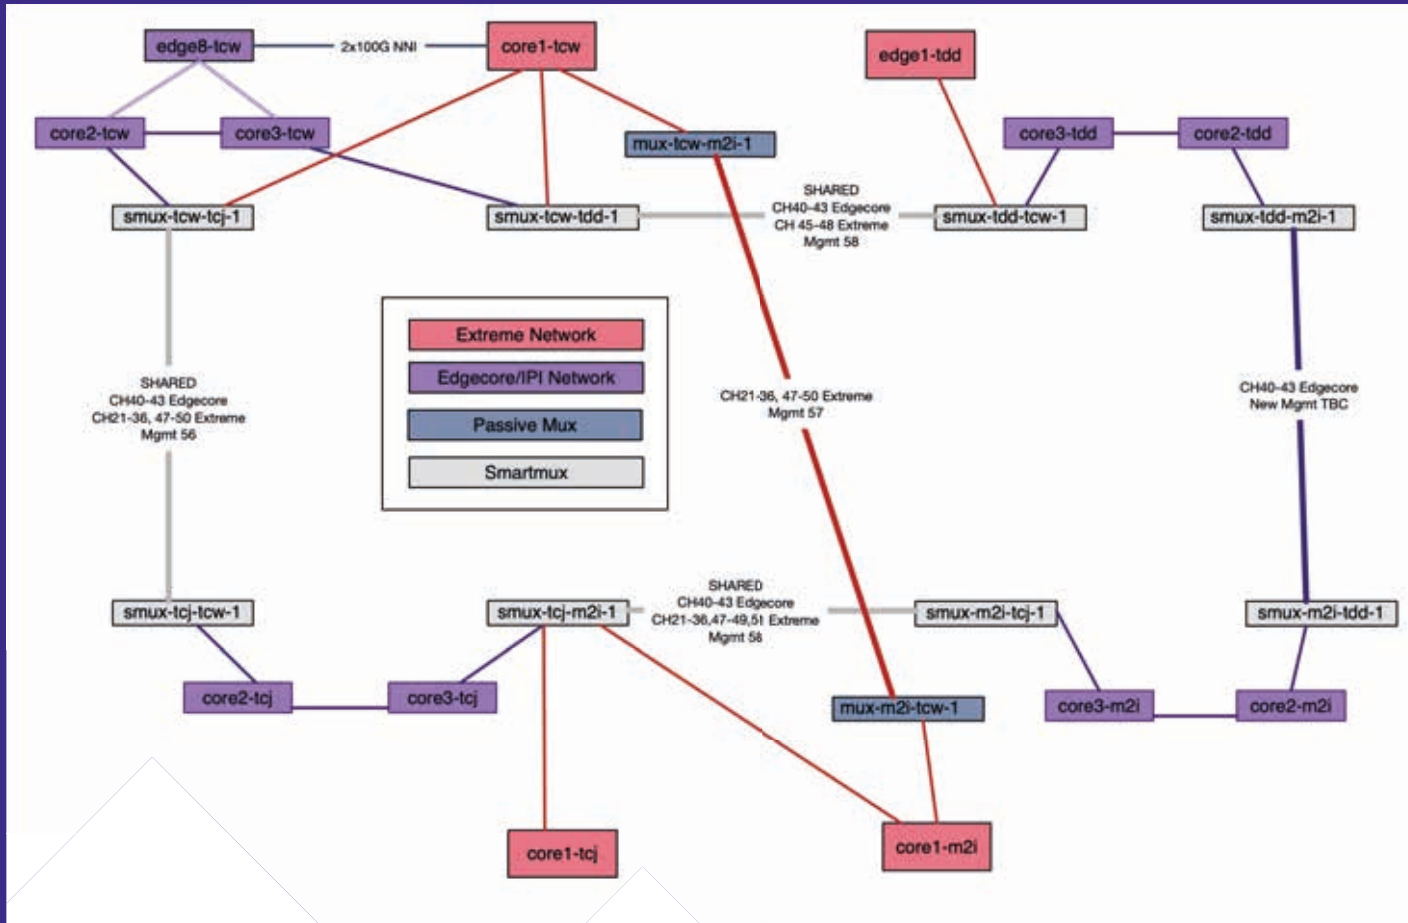 edge8-tcw
2x100G NNI
core1-tcw
edge1-tdd
core2-tcw
core3-tcw
mux-tcw-m2i-1
core3-tdd
core2-tdd
smux-tcw-tcj-1
smux-tcw-tdd-1
SHARED
CH40-43 Edgecore
CH 45-48 Extreme
Mgmt 58
smux-tdd-tcw-1
smux-tdd-m2i-1
Extreme Network
Edgecore/IPI Network
Passive Mux
Smartmux
SHARED
CH40-43 Edgecore
CH21-36, 47-50 Extreme
Mgmt 56
CH21-36, 47-50 Extreme
Mgmt 57
CH40-43 Edgecore
New Mgmt TBC
smux-tcj-tcw-1
smux-tcj-m2i-1
SHARED
CH40-43 Edgecore
CH21-36,47-49,51 Extreme
Mgmt 58
smux-m2i-tcj-1
smux-m2i-tdd-1
core2-tcj
core3-tcj
mux-m2i-tcw-1
core3-m2i
core2-m2i
core1-tcj
core1-m2i